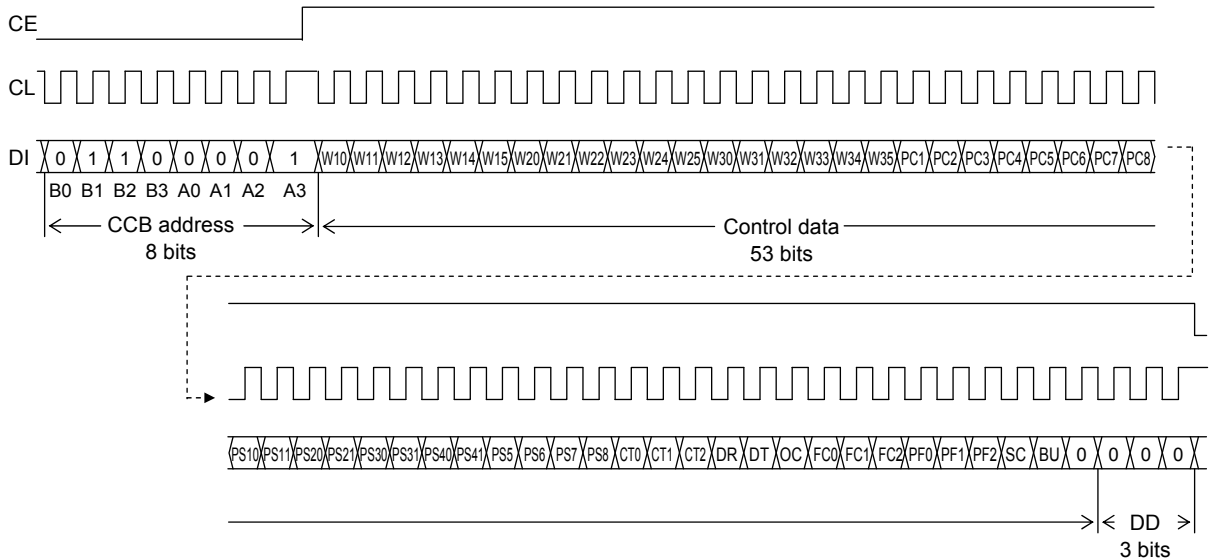 CE
CL
DI 0 1 1 0 0 0 0 1 W10 W11 W12 W13 W14 W15 W20 W21 W22 W23 W24 W25 W30 W31 W32 W33 W34 W35 PC1 PC2 PC3 PC4 PC5 PC6 PC7 PC8
B0 B1 B2 B3 A0 A1 A2 A3
CCB address
8 bits
Control data
53 bits
PS10 PS11 PS20 PS21 PS30 PS31 PS40 PS41 PS5 PS6 PS7 PS8 CT0 CT1 CT2 DR DT OC FC0 FC1 FC2 PF0 PF1 PF2 SC BU 0 0 0 0
DD
3 bits